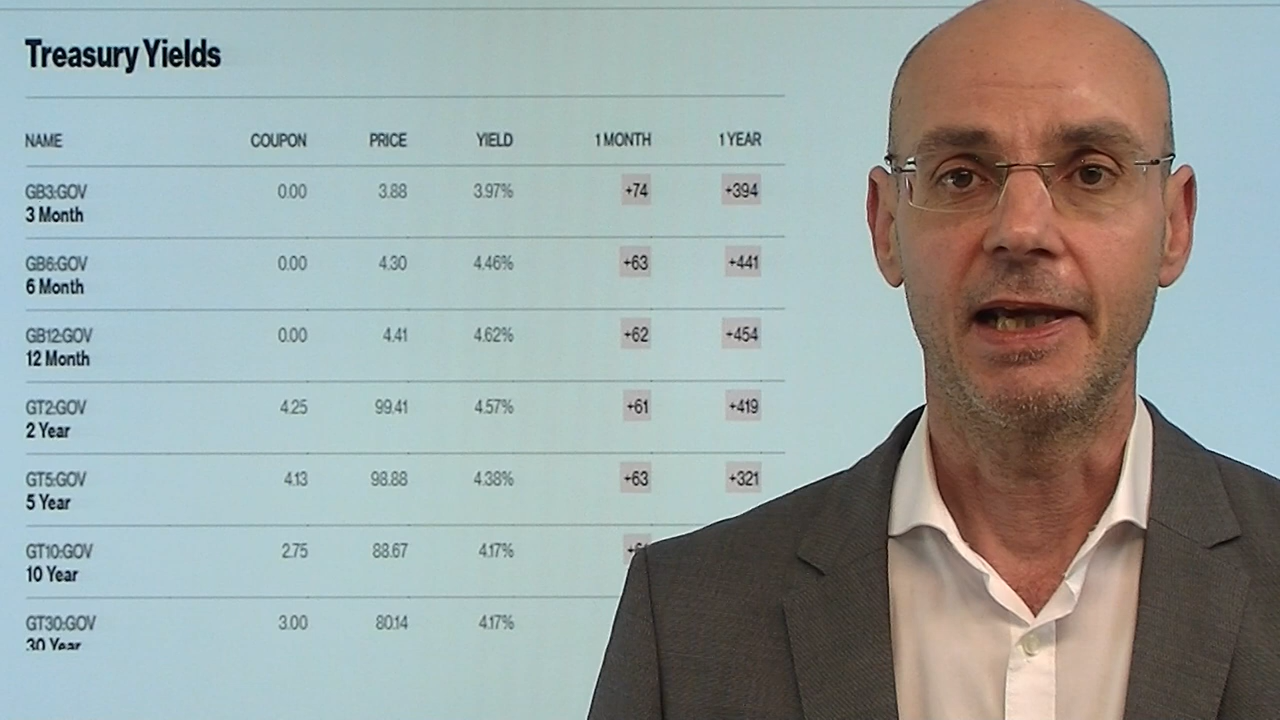 Treasury Yields
NAME COUPON PRICE YIELD 1 MONTH 1 YEAR
GB3:GOV 0.00 3.88 3.97% +74 +394
3 Month
GB6:GOV 0.00 4.30 4.46% +63 +441
6 Month
GB12:GOV 0.00 4.41 4.62% +62 +454
12 Month
GT2:GOV 4.25 99.41 4.57% +61 +419
2 Year
GT5:GOV 4.13 98.88 4.38% +63 +321
5 Year
GT10:GOV 2.75 88.67 4.17%
10 Year
GT30:GOV 3.00 80.14 4.17%
30 Year